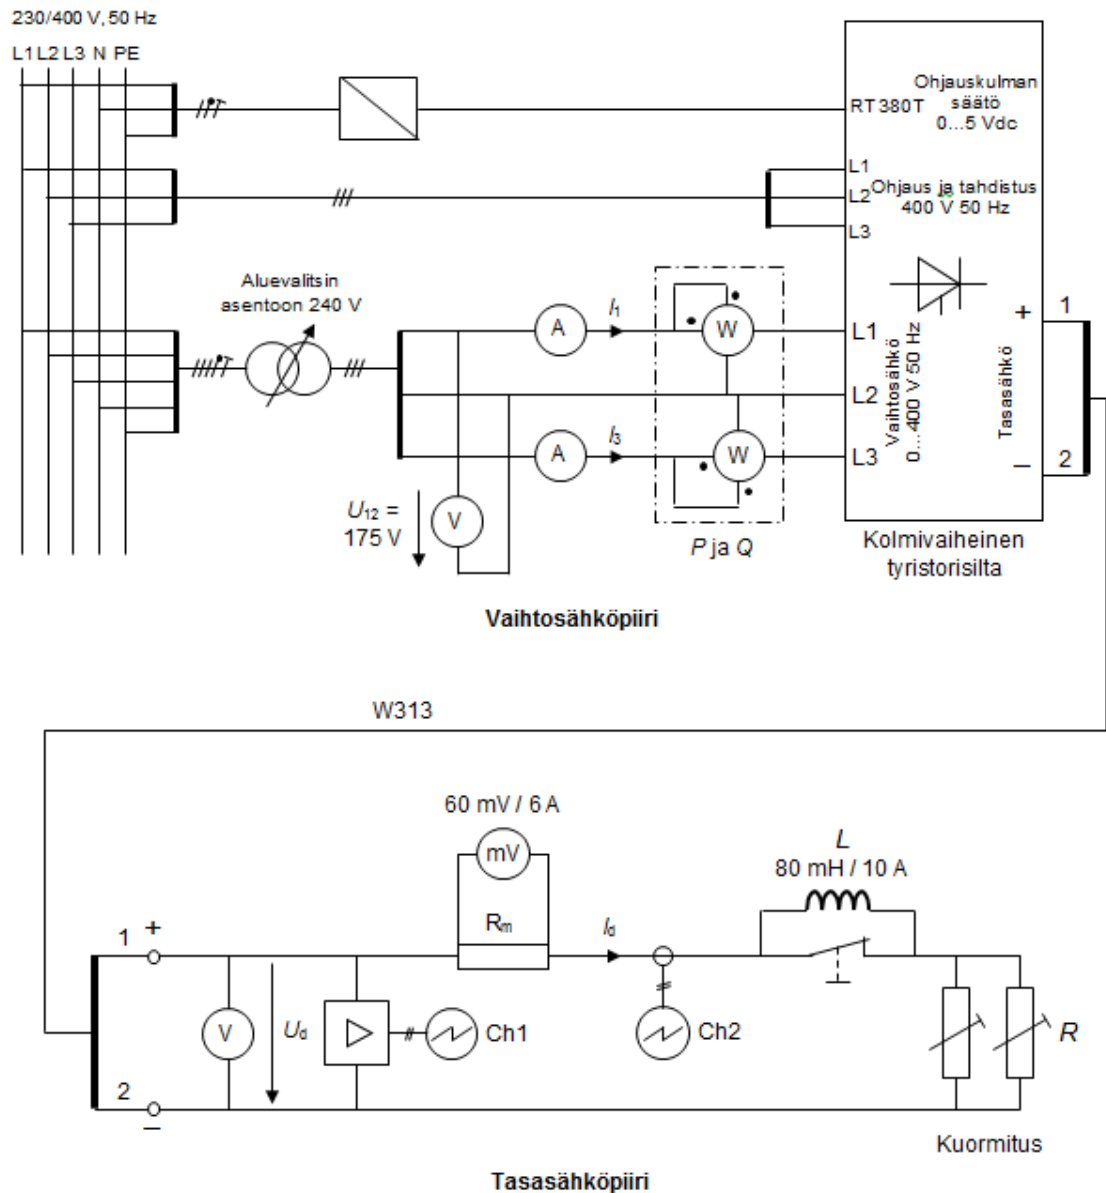 230/400 V, 50 Hz
L1 L2 L3 N PE
RT 380T
Ohjauskulman
säätö
0...5 Vdc
L1
L2
L3
Ohjaus ja tahdistus
400 V 50 Hz
Aluevalitsin
asentoon 240 V
A
I1
W
L1
L2
A
I3
W
L3
Vaihtosähkö
0...400 V 50 Hz
Tasasähkö
+
–
1
2
U12 =
175 V
V
P ja Q
Kolmivaiheinen
tyristorisilta
Vaihtosähköpiiri
W313
60 mV / 6 A
mV
Rm
Id
L
80 mH / 10 A
1
+
V
Ud
Ch1
Ch2
R
2
–
Kuormitus
Tasasähköpiiri